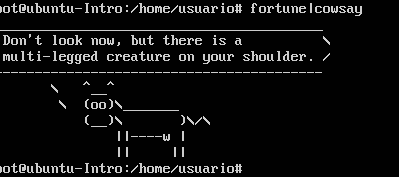 oot@ubuntu-Intro:/home/usuario# fortune|cowsay
 _________________________________________
 Don't look now, but there is a          \
 multi-legged creature on your shoulder. /
 -----------------------------------------
        \   ^__^
         \  (oo)\_______
            (__)\       )\/\
                ||----w |
                ||     ||
oot@ubuntu-Intro:/home/usuario#